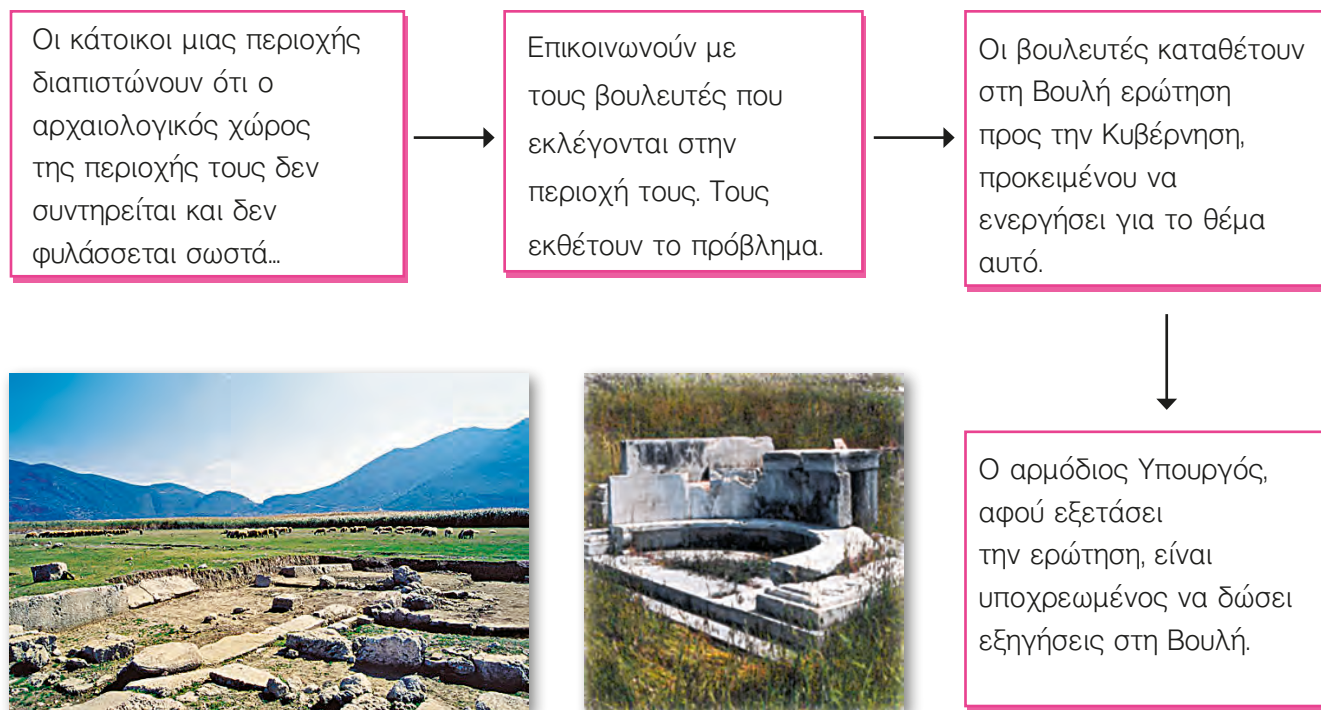 Οι κάτοικοι μιας περιοχής
διαπιστώνουν ότι ο
αρχαιολογικός χώρος
της περιοχής τους δεν
συντηρείται και δεν
φυλάσσεται σωστά...
Επικοινωνούν με
τους βουλευτές που
εκλέγονται στην
περιοχή τους. Τους
εκθέτουν το πρόβλημα.
Οι βουλευτές καταθέτουν
στη Βουλή ερώτηση
προς την Κυβέρνηση,
προκειμένου να
ενεργήσει για το θέμα
αυτό.
Ο αρμόδιος Υπουργός,
αφού εξετάσει
την ερώτηση, είναι
υποχρεωμένος να δώσει
εξηγήσεις στη Βουλή.